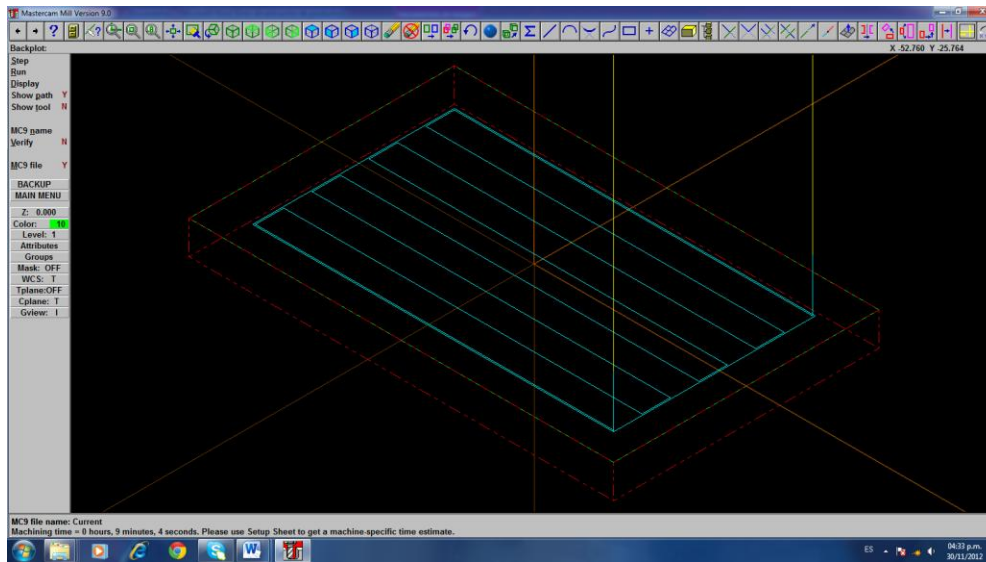 Mastercam Mill Version 9.0
Backplot:
X -52.760 Y -25.764
Step
Run
Display
Show path Y
Show tool N
MC9 name
Verify N
MC9 file Y
BACKUP
MAIN MENU
Z: 0.000
Color: 10
Level: 1
Attributes
Groups
Mask: OFF
WCS: T
Tplane:OFF
Cplane: T
Gview: I
MC9 file name: Current
Machining time = 0 hours, 9 minutes, 4 seconds. Please use Setup Sheet to get a machine-specific time estimate.
ES
04:33 p.m.
30/11/2012